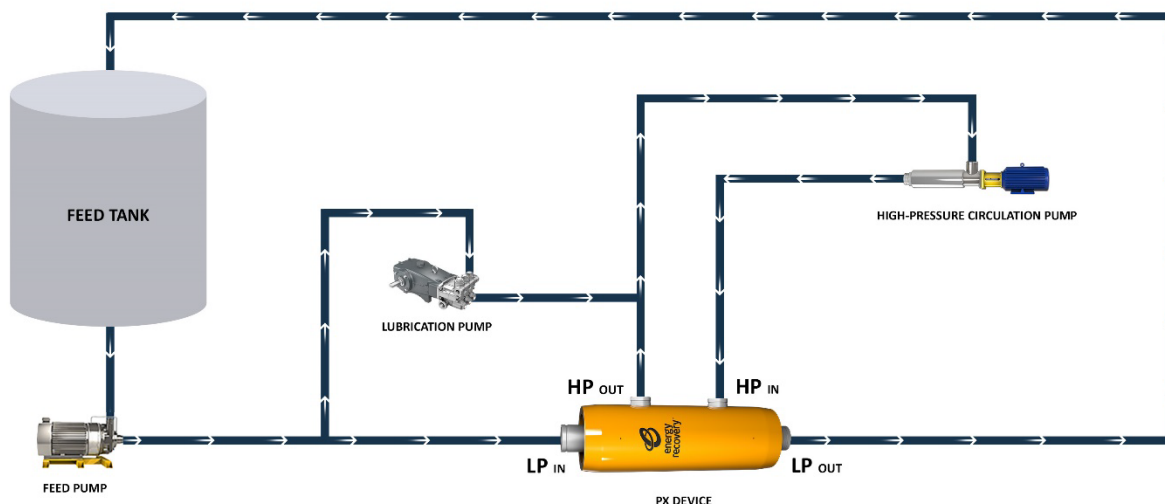 FEED TANK
HIGH-PRESSURE CIRCULATION PUMP
LUBRICATION PUMP
HP OUT
HP IN
energy
recovery
LP IN
LP OUT
FEED PUMP
PX DEVICE